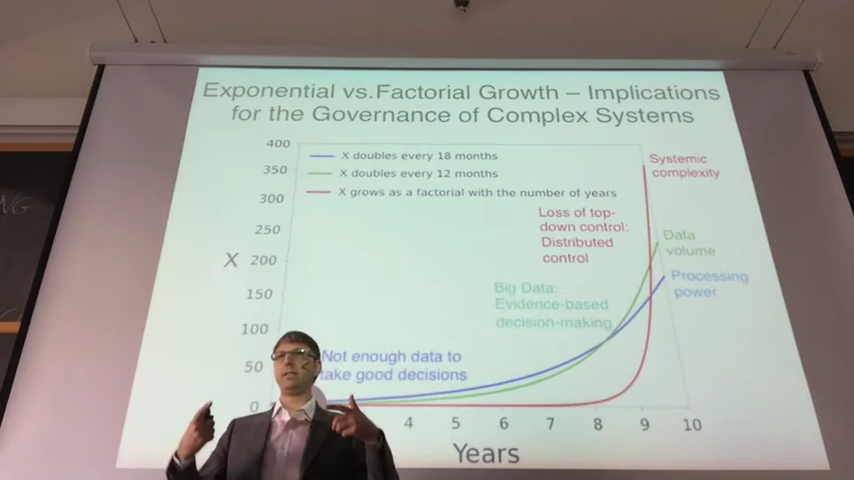 Exponential vs. Factorial Growth – Implications
for the Governance of Complex Systems
400
350
300
250
200
150
100
50
0
X
X doubles every 18 months
X doubles every 12 months
X grows as a factorial with the number of years
Systemic
complexity
Loss of top-
down control:
Distributed
control
Data
volume
Processing
power
Big Data:
Evidence-based
decision-making
Not enough data to
take good decisions
4 5 6 7 8 9 10
Years